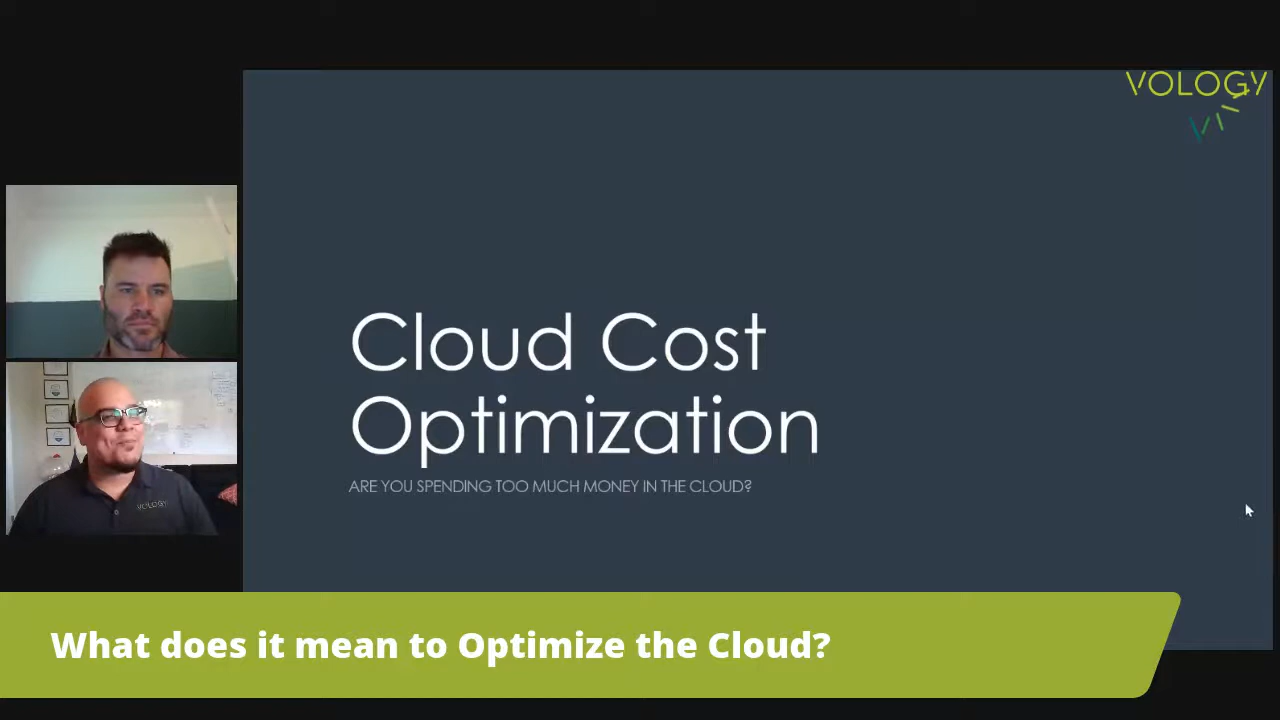 VOLOGY
Cloud Cost
Optimization
ARE YOU SPENDING TOO MUCH MONEY IN THE CLOUD?
VOLOGY
What does it mean to Optimize the Cloud?